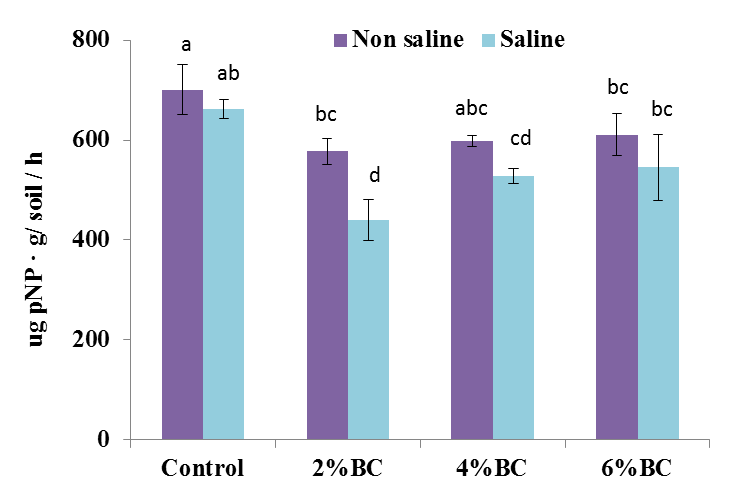 800
600
400
200
0
ug pNP · g/ soil / h
Non saline
Saline
a
ab
bc
d
abc
cd
bc
bc
Control
2%BC
4%BC
6%BC